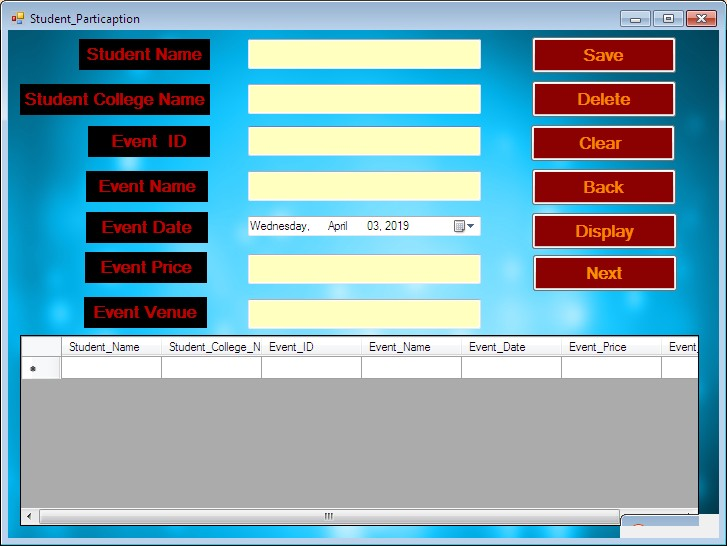 Student_Particaption
Student Name
Save
Student College Name
Delete
Event ID
Clear
Event Name
Back
Event Date
Wednesday, April 03, 2019
Display
Event Price
Next
Event Venue
Student_Name Student_College_N Event_ID Event_Name Event_Date Event_Price Event_